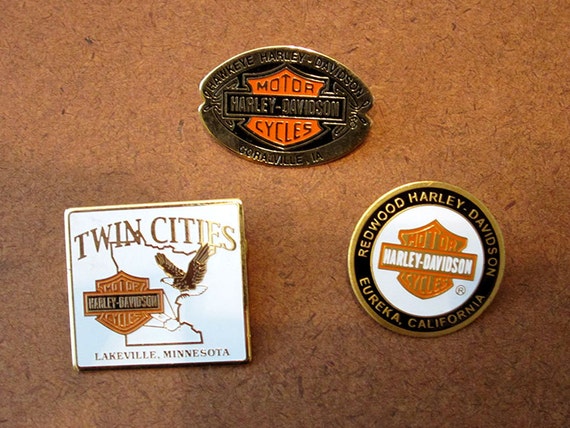 HAWKEYE HARLEY-DAVIDSON
MOTOR
HARLEY-DAVIDSON
CYCLES
CORALVILLE, IA
TWIN CITIES
MOTOR
HARLEY-DAVIDSON
CYCLES
LAKEVILLE, MINNESOTA
REDWOOD HARLEY-DAVIDSON
MOTOR
HARLEY-DAVIDSON
CYCLES
®
EUREKA, CALIFORNIA